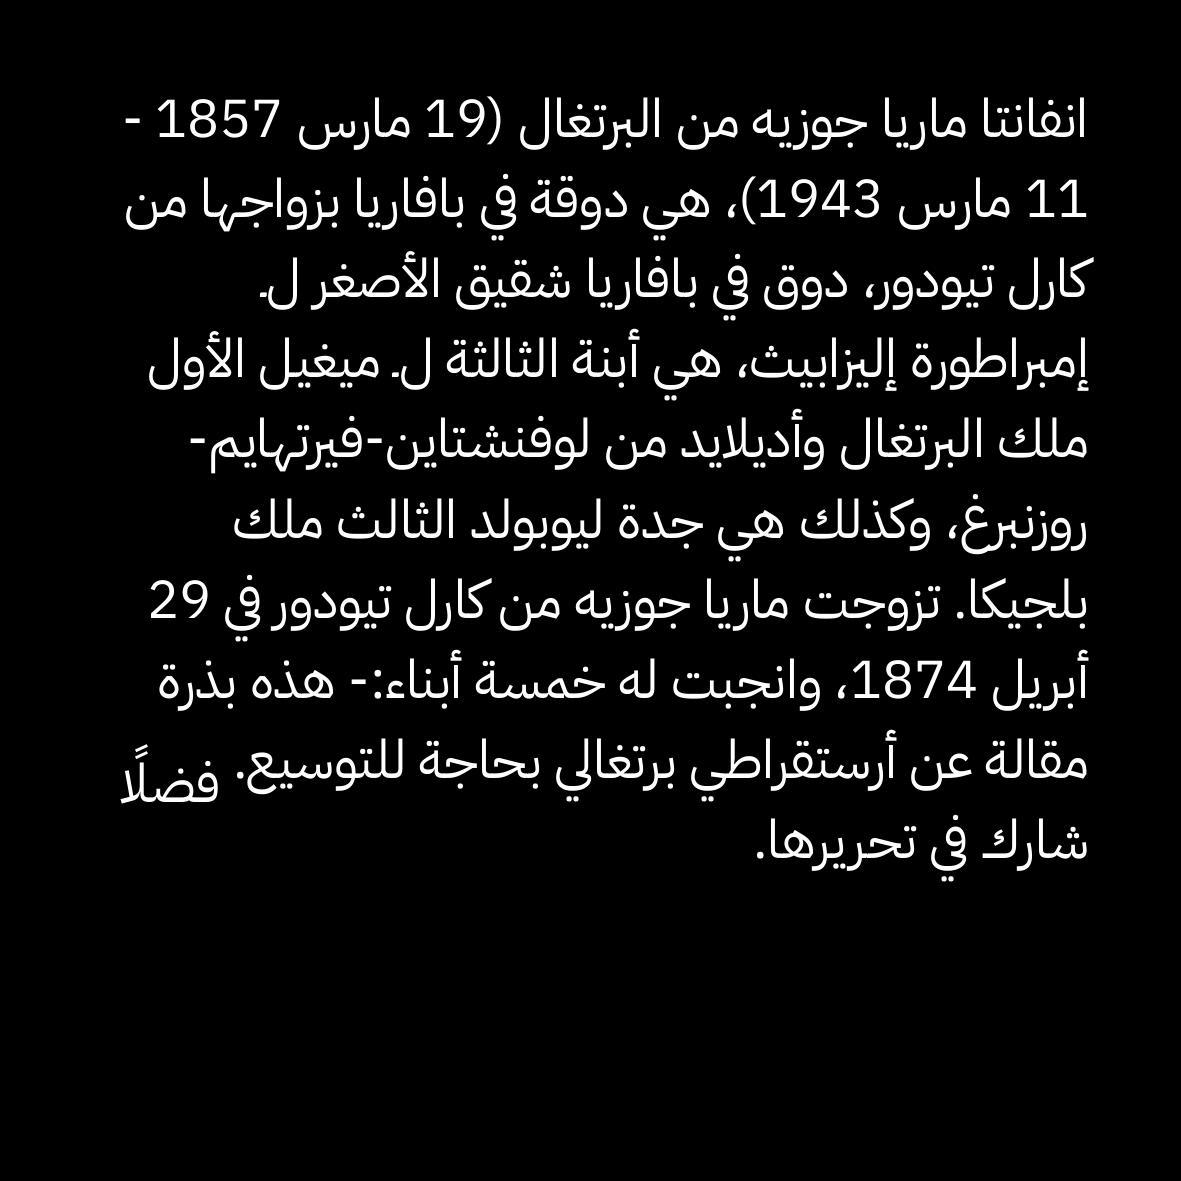 انفانتا ماريا جوزيه من البرتغال (19 مارس 1857 -
11 مارس 1943)، هي دوقة في بافاريا بزواجها من
كارل تيودور، دوق في بافاريا شقيق الأصغر لـ
إمبراطورة إليزابيث، هي أبنة الثالثة لـ ميغيل الأول
ملك البرتغال وأديلايد من لوفنشتاين-فيرتهايم-
روزنبرغ، وكذلك هي جدة ليوبولد الثالث ملك
بلجيكا. تزوجت ماريا جوزيه من كارل تيودور في 29
أبريل 1874، وانجبت له خمسة أبناء:- هذه بذرة
مقالة عن أرستقراطي برتغالي بحاجة للتوسيع. فضلًا
شارك في تحريرها.